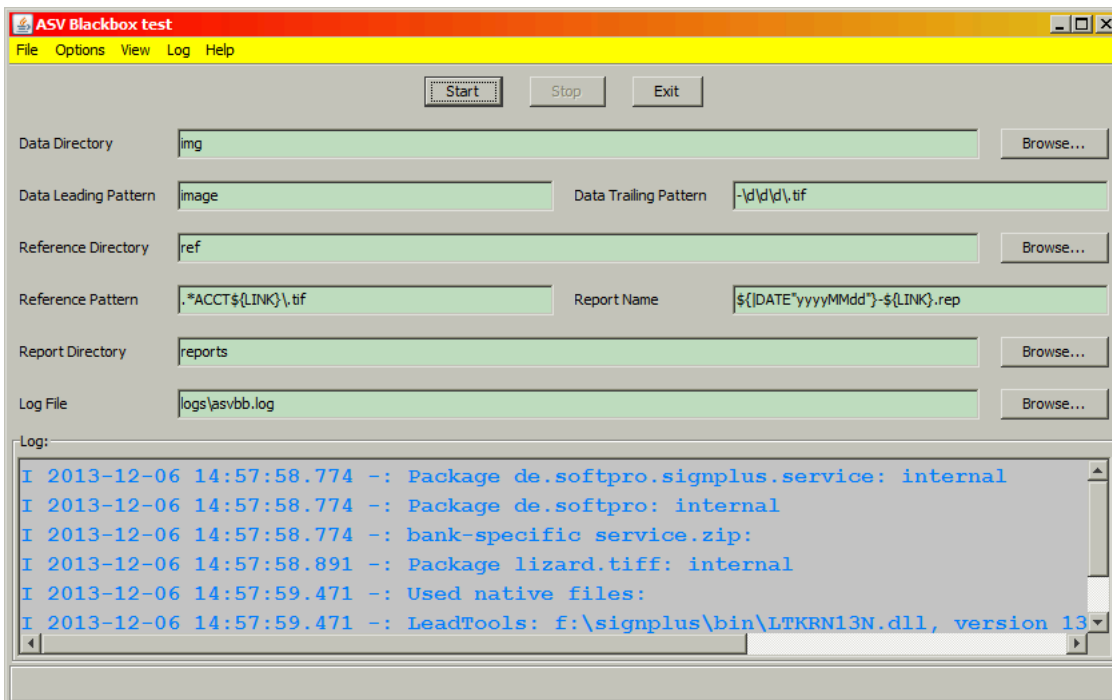 ASV Blackbox test
File Options View Log Help
Start Stop Exit
Data Directory img Browse...
Data Leading Pattern image Data Trailing Pattern -\d\d\d\.tif
Reference Directory ref Browse...
Reference Pattern .*ACCT${LINK}\.tif Report Name ${|DATE"yyyyMMdd"}-${LINK}.rep
Report Directory reports Browse...
Log File logs\asvbb.log Browse...
Log:
I 2013-12-06 14:57:58.774 -: Package de.softpro.signplus.service: internal
I 2013-12-06 14:57:58.774 -: Package de.softpro: internal
I 2013-12-06 14:57:58.774 -: bank-specific service.zip:
I 2013-12-06 14:57:58.891 -: Package lizard.tiff: internal
I 2013-12-06 14:57:59.471 -: Used native files:
I 2013-12-06 14:57:59.471 -: LeadTools: f:\signplus\bin\LTKRN13N.dll, version 13